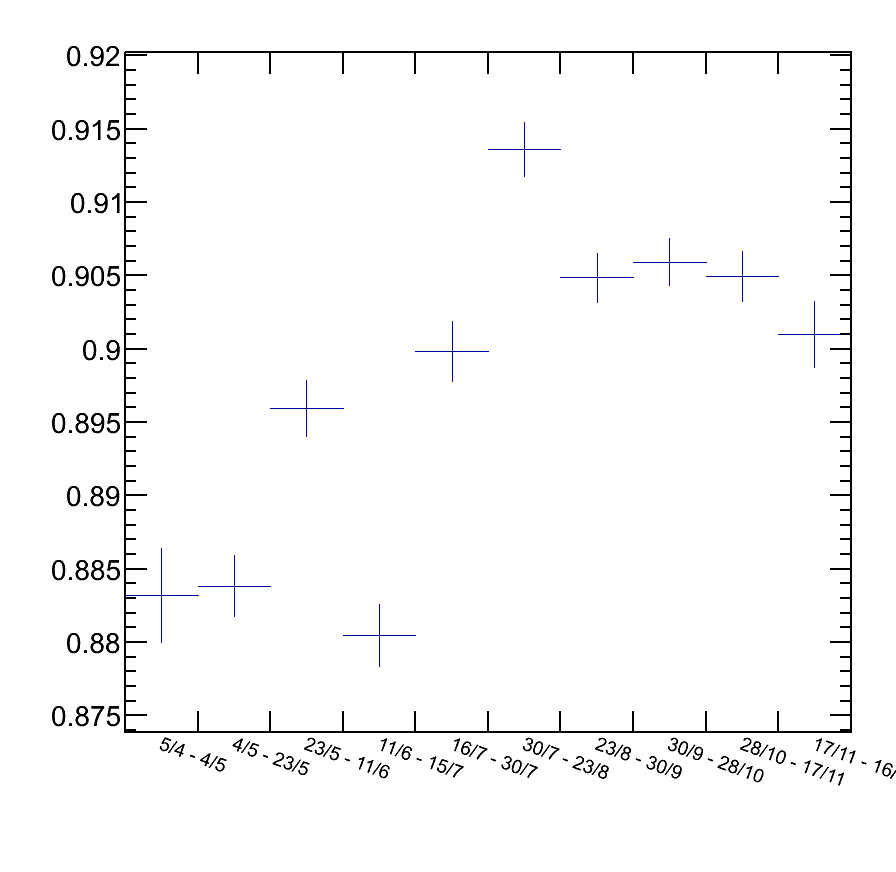 0.92
0.915
0.91
0.905
0.9
0.895
0.89
0.885
0.88
0.875
5/4 - 4/5
4/5 - 23/5
23/5 - 11/6
11/6 - 15/7
16/7 - 30/7
30/7 - 23/8
23/8 - 30/9
30/9 - 28/10
28/10 - 17/11
17/11 - 16/